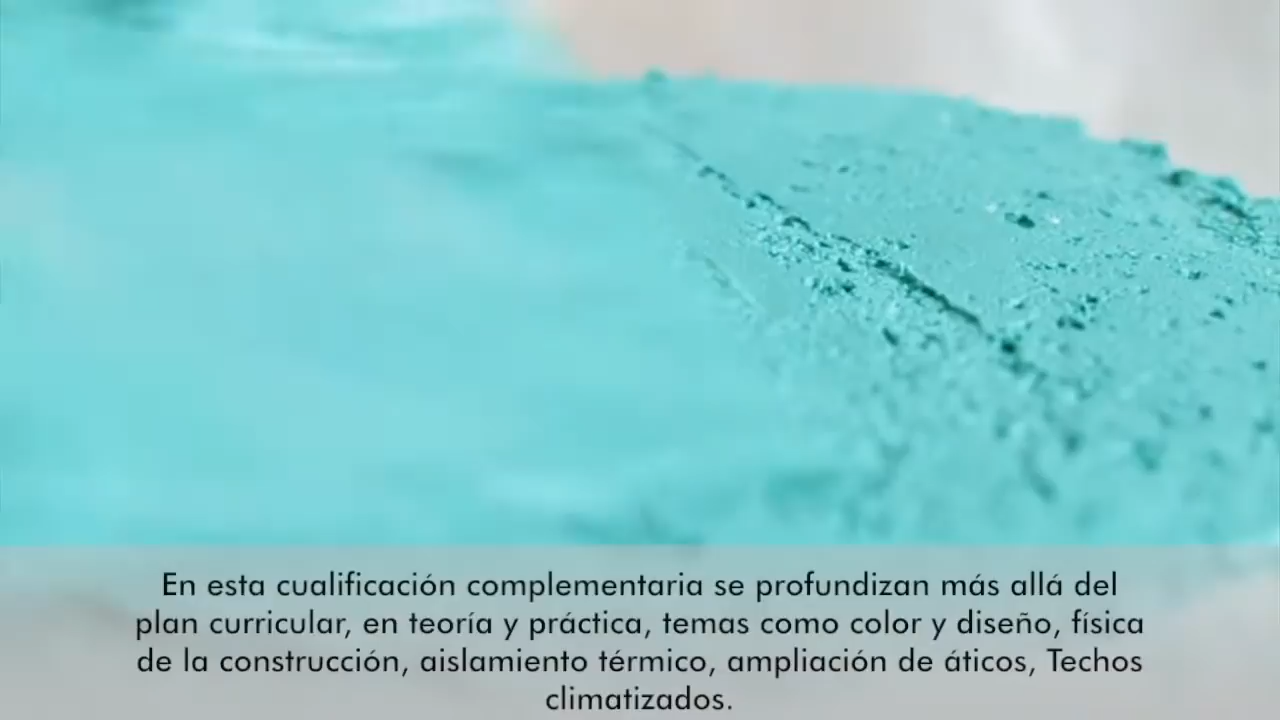 En esta cualificación complementaria se profundizan más allá del
plan curricular, en teoría y práctica, temas como color y diseño, física
de la construcción, aislamiento térmico, ampliación de áticos, Techos
climatizados.